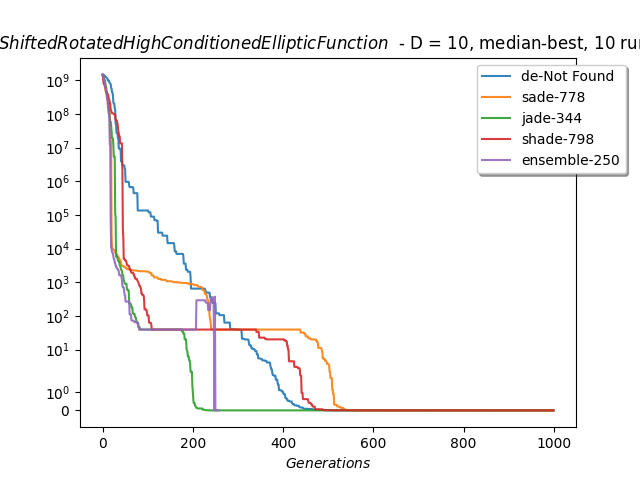 ShiftedRotatedHighConditionedEllipticFunction - D = 10, median-best, 10
de-Not Found
sade-778
jade-344
shade-798
ensemble-250
10⁹
10⁸
10⁷
10⁶
10⁵
10⁴
10³
10²
10¹
10⁰
0
0 200 400 600 800 1000
Generations